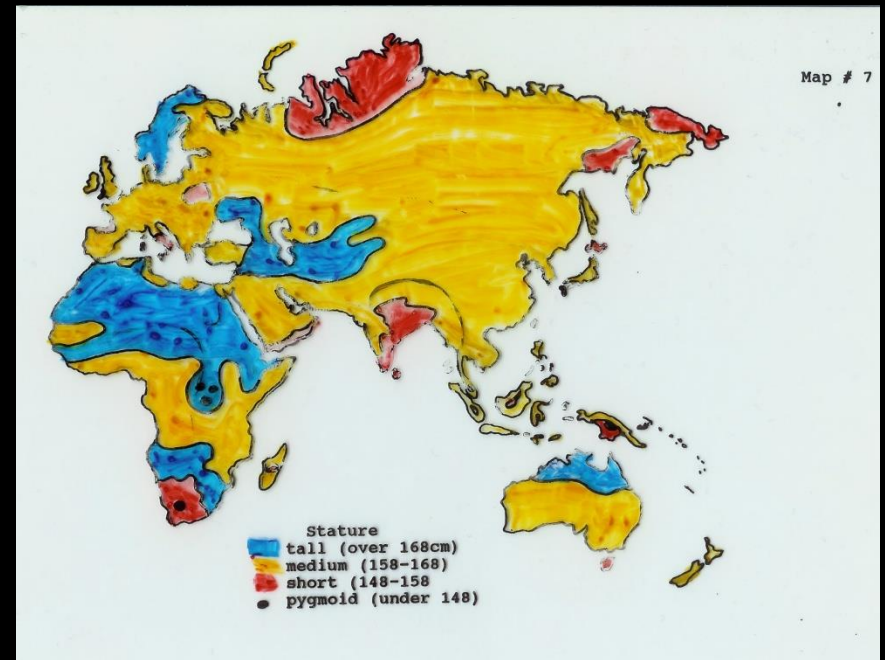 Map # 7
Stature
tall (over 168cm)
medium (158-168)
short (148-158
pygmoid (under 148)